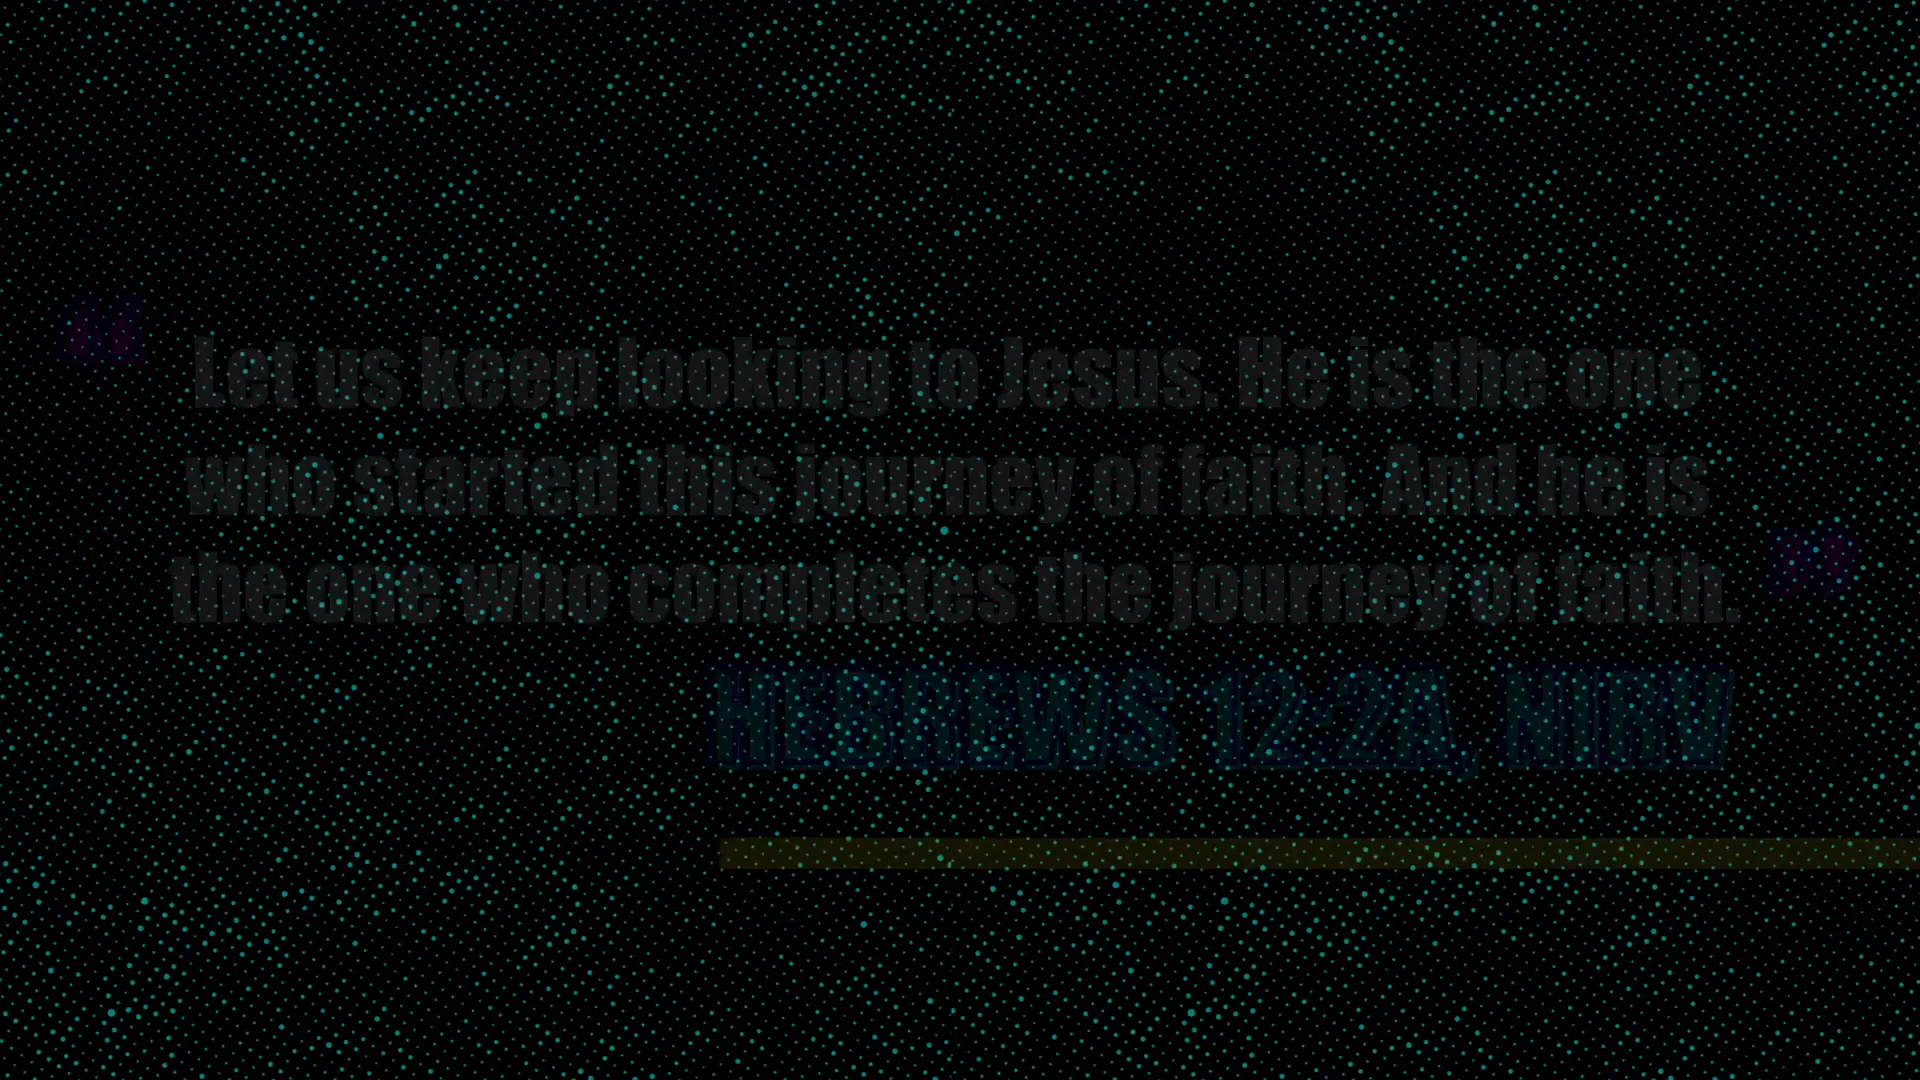 “Let us keep looking to Jesus. He is the one
who started this journey of faith. And he is
the one who completes the journey of faith.”
HEBREWS 12:2A, NIRV